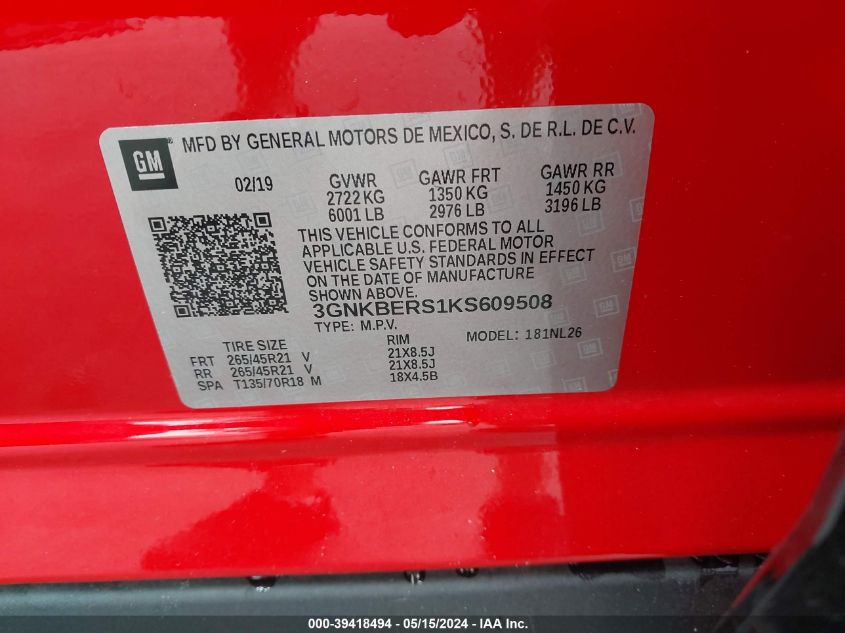 GM
MFD BY GENERAL MOTORS DE MEXICO, S. DE R.L. DE C.V.
02/19 GVWR GAWR FRT GAWR RR
2722 KG 1350 KG 1450 KG
6001 LB 2976 LB 3196 LB
THIS VEHICLE CONFORMS TO ALL
APPLICABLE U.S. FEDERAL MOTOR
VEHICLE SAFETY STANDARDS IN EFFECT
ON THE DATE OF MANUFACTURE
SHOWN ABOVE.
3GNKBERS1KS609508
TYPE: M.P.V. MODEL: 181NL26
TIRE SIZE RIM
FRT 265/45R21 V 21X8.5J
RR 265/45R21 V 21X8.5J
SPA T135/70R18 M 18X4.5B
000-39418494 - 05/15/2024 - IAA Inc.